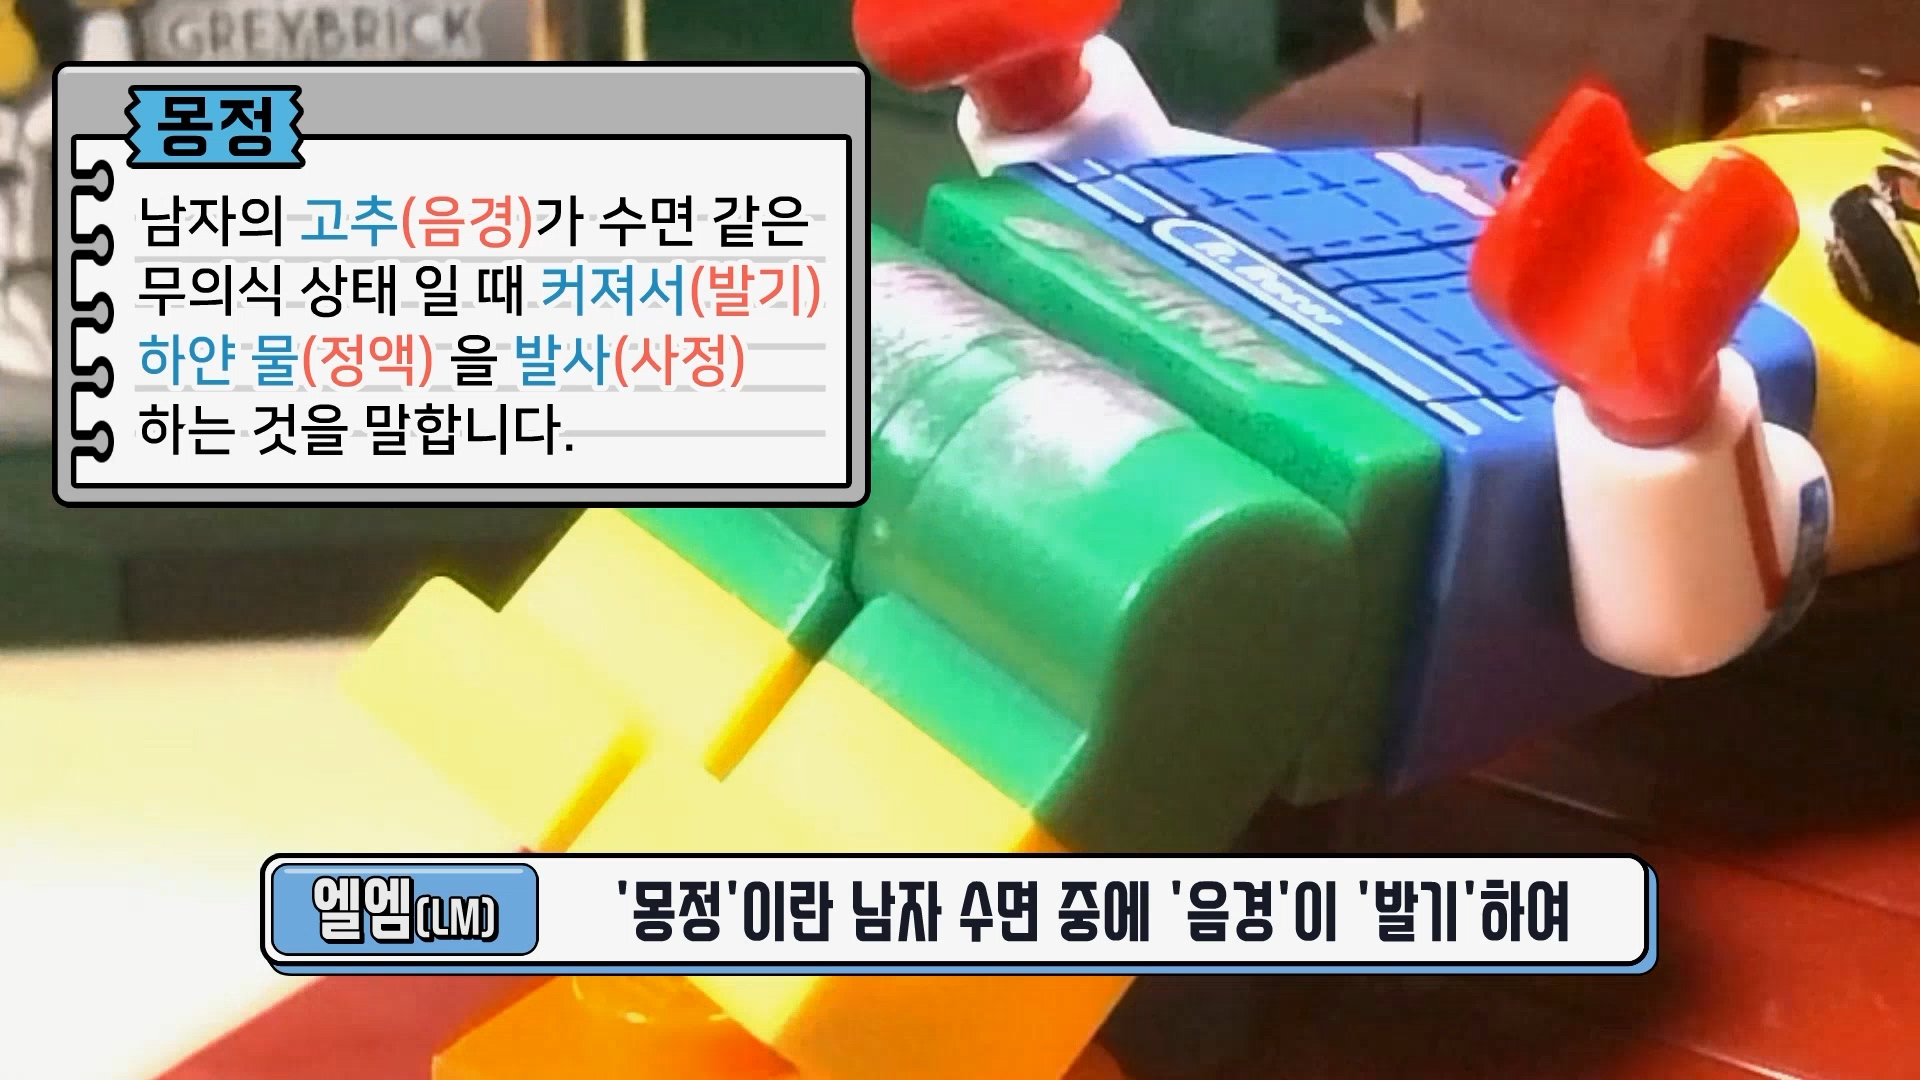 GREYBRICK
몽정
남자의 고추(음경)가 수면 같은
무의식 상태 일 때 커져서(발기)
하얀 물(정액) 을 발사(사정)
하는 것을 말합니다.
엘엠(LM)
'몽정'이란 남자 수면 중에 '음경'이 '발기'하여